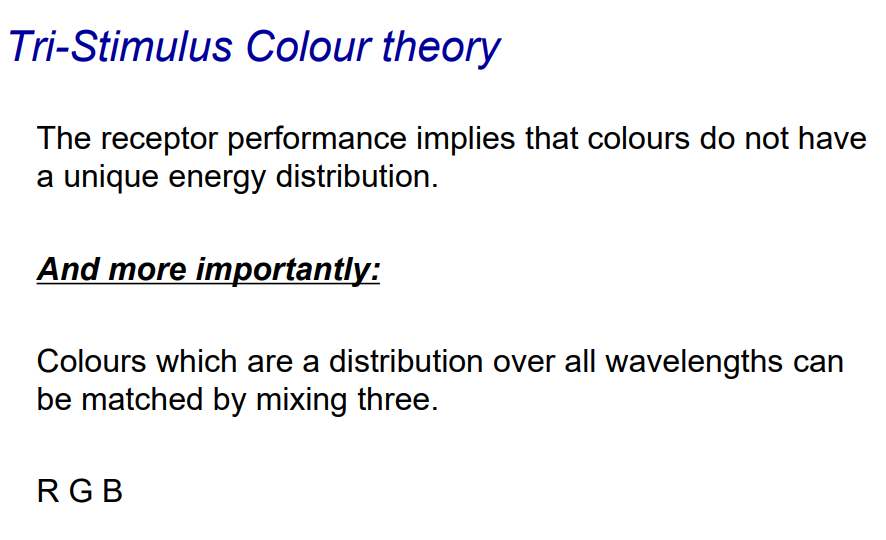 Tri-Stimulus Colour theory
The receptor performance implies that colours do not have
a unique energy distribution.
And more importantly:
Colours which are a distribution over all wavelengths can
be matched by mixing three.
R G B